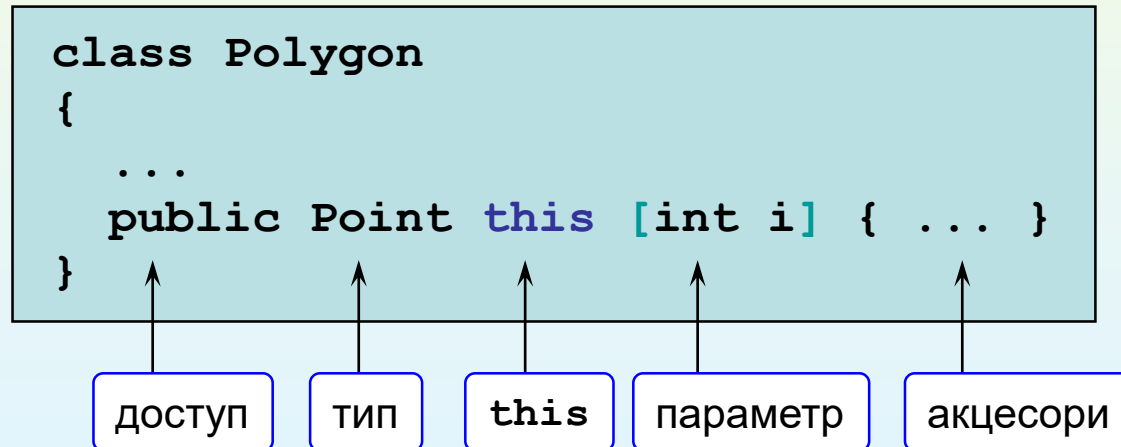 class Polygon
{
...
public Point this [int i] { ... }
}
доступ тип this параметр акцесори